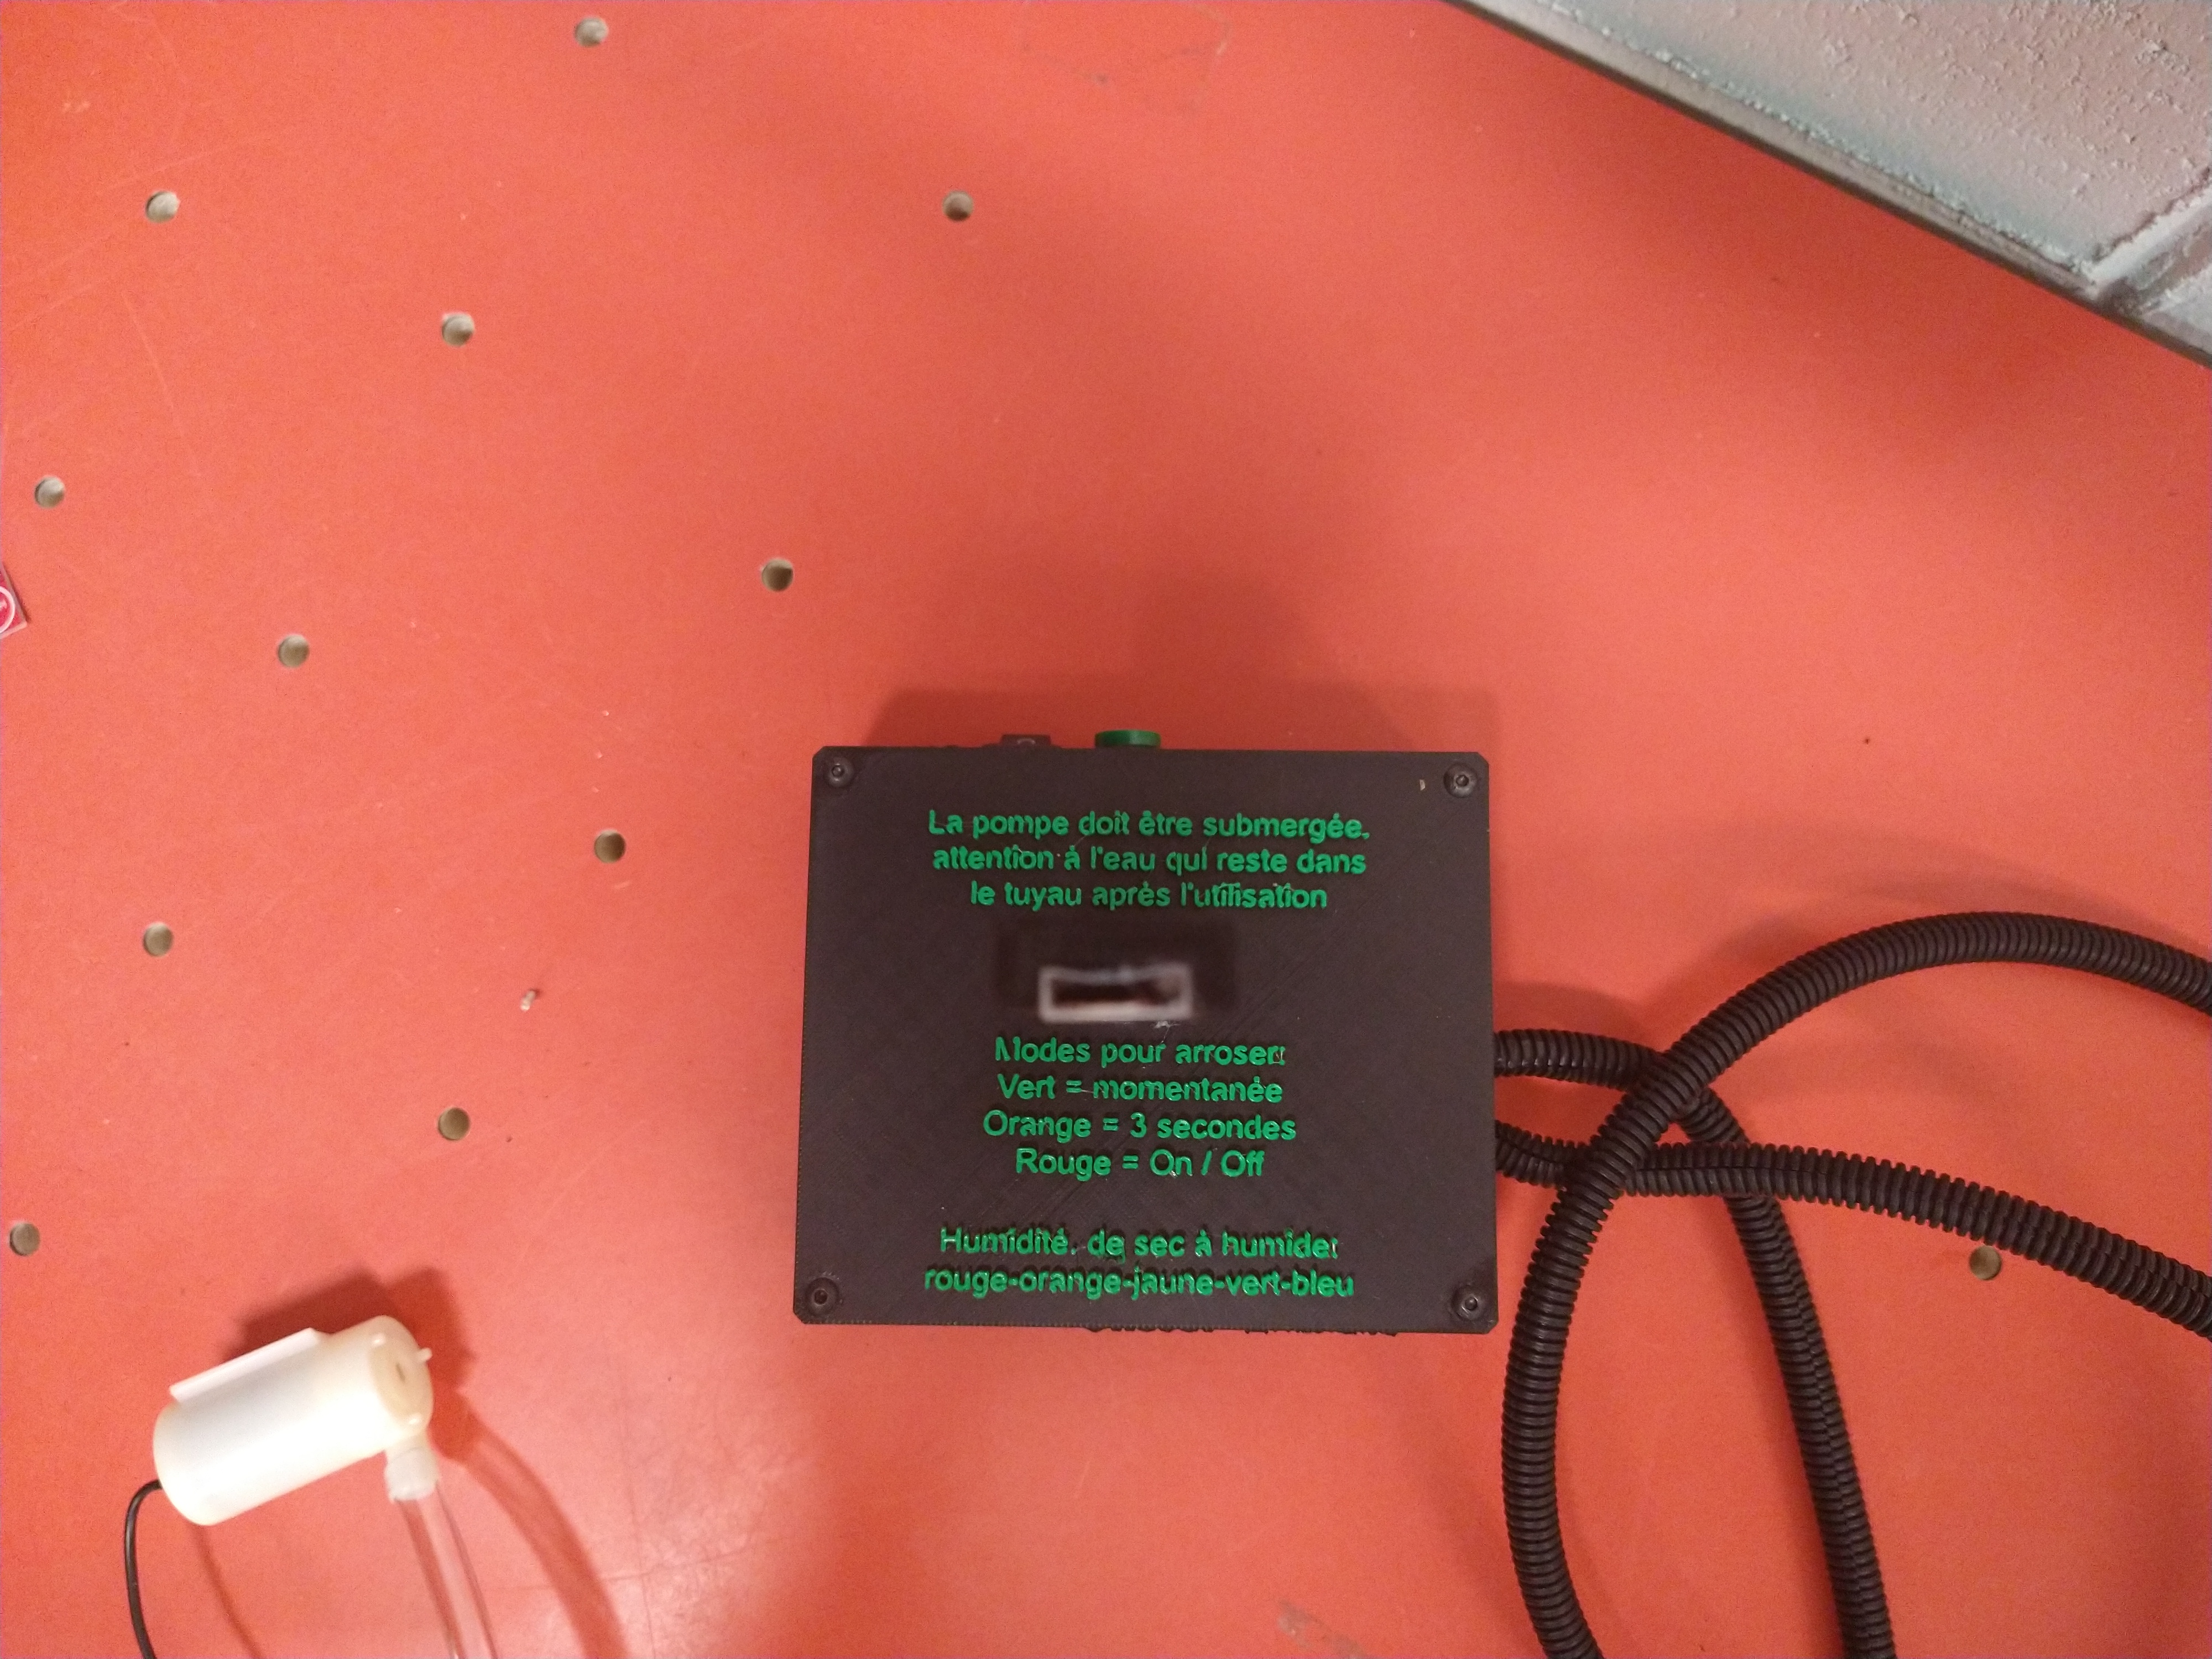 La pompe doit être submergée,
attention à l'eau qui reste dans
le tuyau après l'utilisation
Modes pour arroser:
Vert = momentanée
Orange = 3 secondes
Rouge = On / Off
Humidité, de sec à humide:
rouge-orange-jaune-vert-bleu